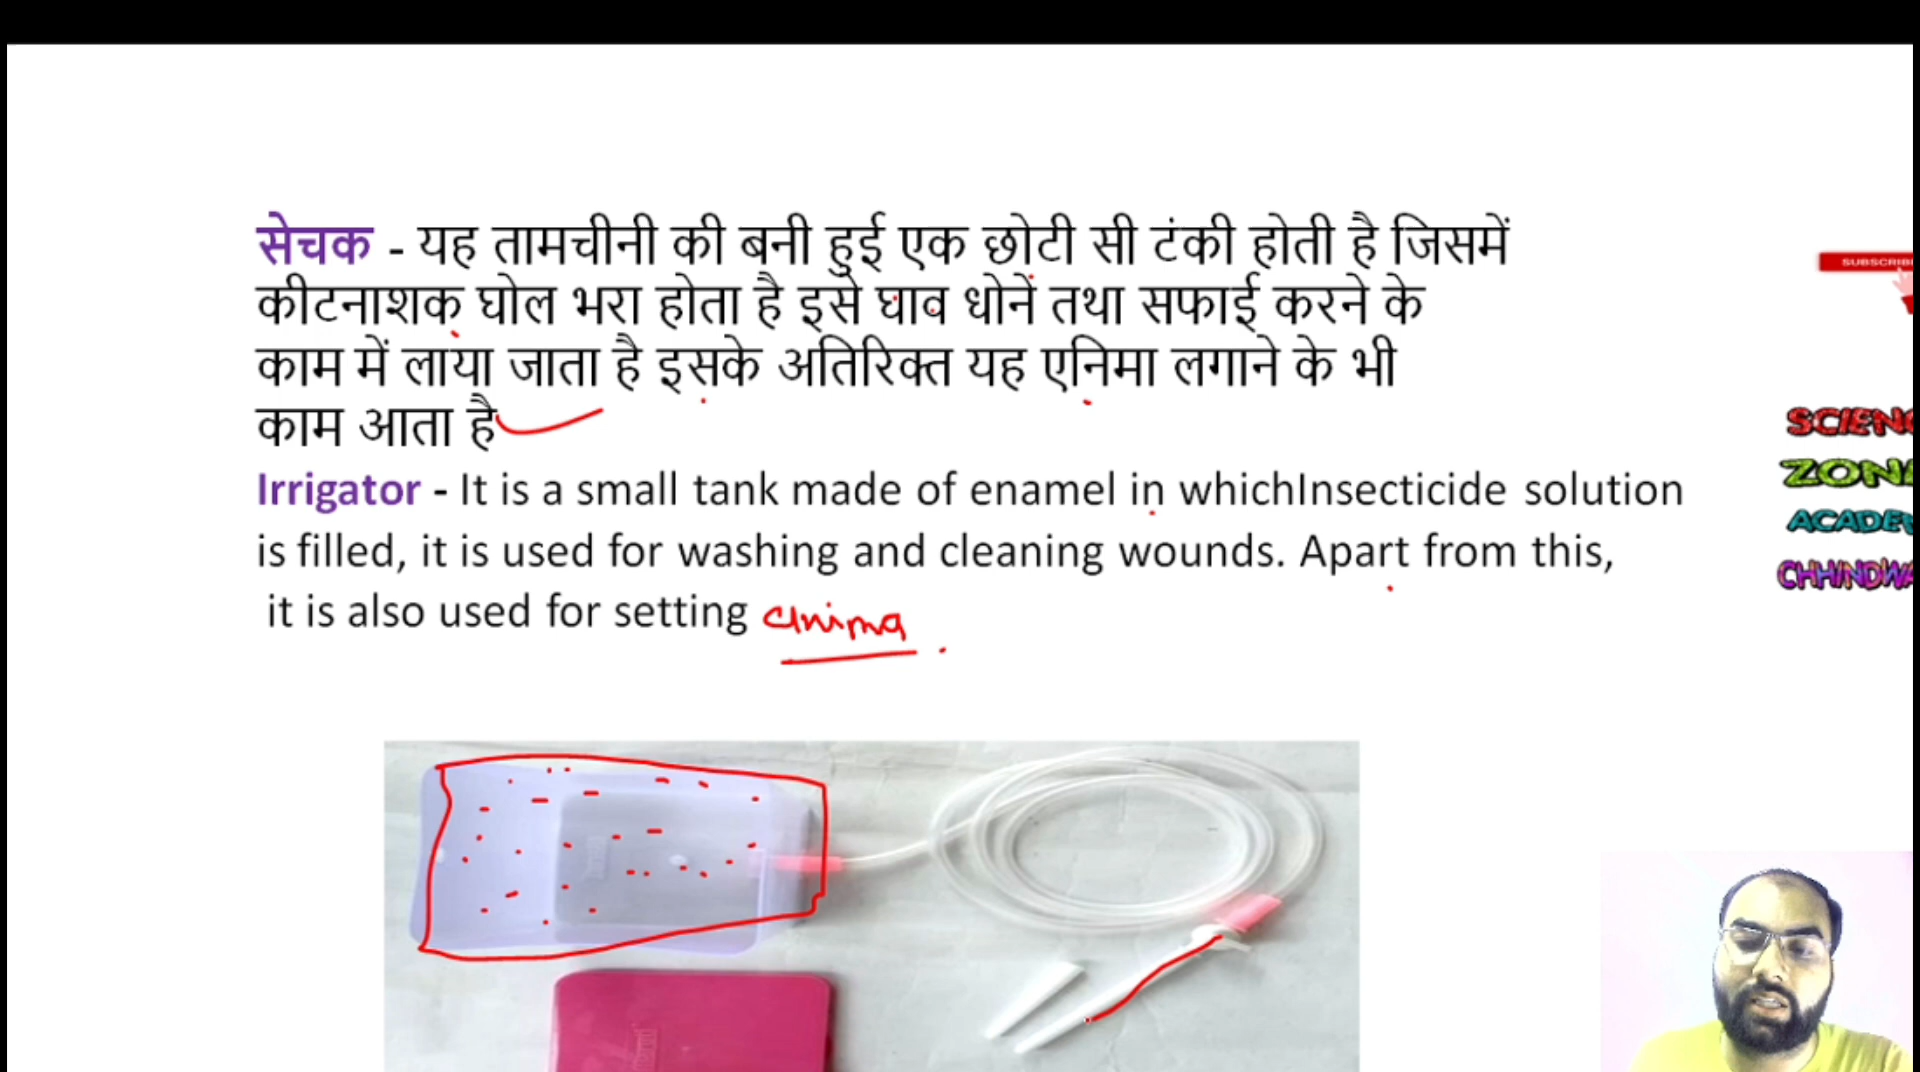 सेचक - यह तामचीनी की बनी हुई एक छोटी सी टंकी होती है जिसमें
कीटनाशक घोल भरा होता है इसे घाव धोनें तथा सफाई करने के
काम में लाया जाता है इसके अतिरिक्त यह एनिमा लगाने के भी
काम आता है
Irrigator - It is a small tank made of enamel in whichInsecticide solution
is filled, it is used for washing and cleaning wounds. Apart from this,
it is also used for setting anima
SUBSCRIB
SCIENC
ZON
ACADE
CHHINDWA